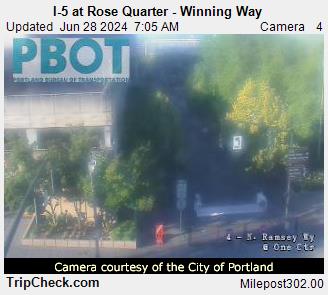 I-5 at Rose Quarter - Winning Way
Updated Jun 28 2024 7:05 AM Camera 4
PBOT
PORTLAND BUREAU OF TRANSPORTATION
4 - N. Ramsey Wy
@ One Ctr
Camera courtesy of the City of Portland
TripCheck.com Milepost302.00